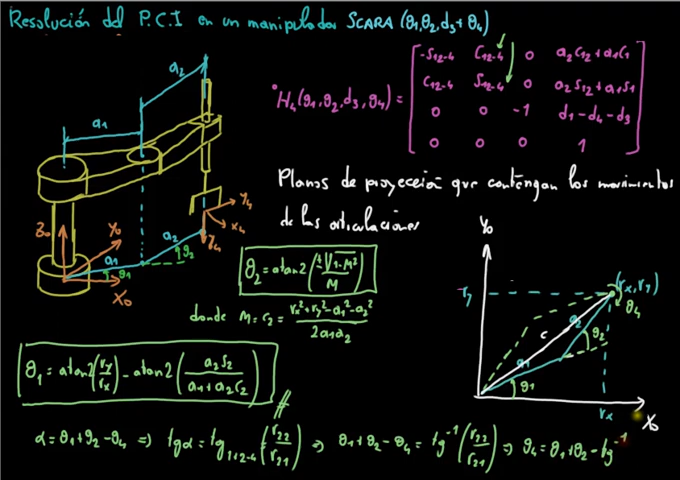 Resolución del P.C.I en un manipulador SCARA (θ1,θ2,d3,θ4)
a2
a1
⁰H4(θ1,θ2,d3,θ4) =
-S12-4 C12-4 0 a2C12+a1C1
C12-4 S12-4 0 a2S12+a1S1
0 0 -1 d1-d4-d3
0 0 0 1
Planos de proyección que contengan los movimientos
de las articulaciones
Z0
Y0
a1
θ1
X0
a2
θ2
Y4
X4
Z4
θ2 = atan2(±√1-M²/M)
donde M = C2 = rx²+ry²-a1²-a2²/2a1a2
Y0
ry
(rx,ry)
θ4
a2
c
θ2
a1
θ1
rx
X0
θ1 = atan2(ry/rx) - atan2(a2S2/a1+a2C2)
α = θ1+θ2-θ4 ⇒ tgα = tg1+2-4(r22/r21) ⇒ θ1+θ2-θ4 = tg⁻¹(r22/r21) ⇒ θ4 = θ1+θ2 - tg⁻¹